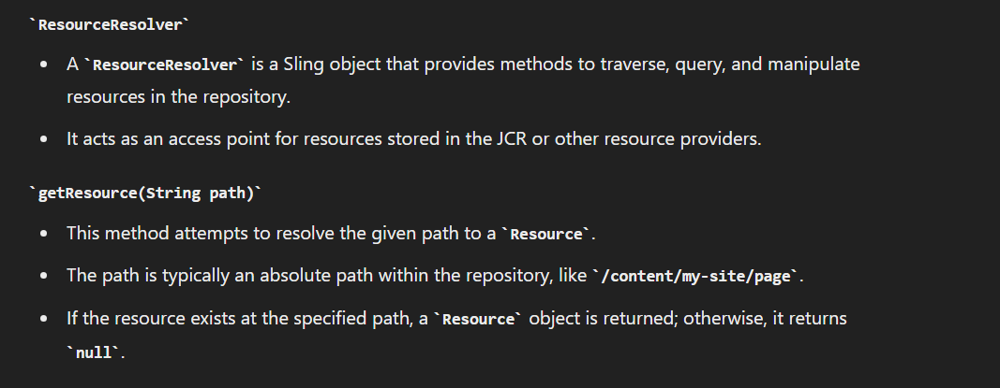 `ResourceResolver`
A `ResourceResolver` is a Sling object that provides methods to traverse, query, and manipulate
resources in the repository.
It acts as an access point for resources stored in the JCR or other resource providers.
`getResource(String path)`
This method attempts to resolve the given path to a `Resource`.
The path is typically an absolute path within the repository, like `/content/my-site/page`.
If the resource exists at the specified path, a `Resource` object is returned; otherwise, it returns
`null`.